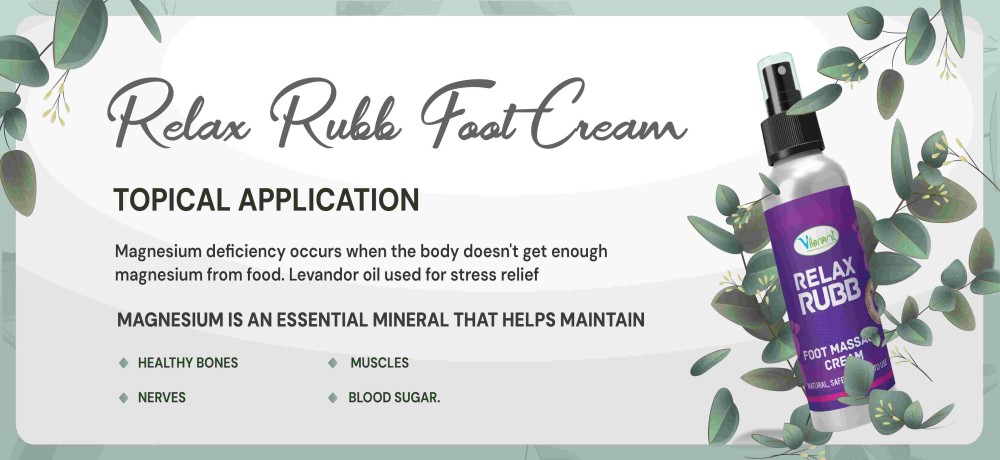 Relax Rubb Foot Cream
TOPICAL APPLICATION
Magnesium deficiency occurs when the body doesn't get enough
magnesium from food. Levandor oil used for stress relief
MAGNESIUM IS AN ESSENTIAL MINERAL THAT HELPS MAINTAIN
HEALTHY BONES
MUSCLES
NERVES
BLOOD SUGAR.
RELAX
RUBB
FOOT
CREAM
NATURAL,